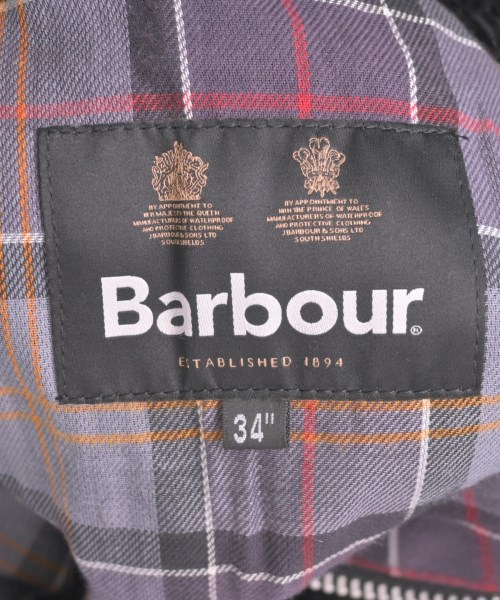 BY APPOINTMENT TO
H.M. MAJESTY THE QUEEN
MANUFACTURERS OF WATERPROOF
AND PROTECTIVE CLOTHING
J.BARBOUR & SONS LTD
SOUTH SHIELDS
BY APPOINTMENT TO
HRH THE PRINCE OF WALES
MANUFACTURERS OF WATERPROOF
AND PROTECTIVE CLOTHING
J.BARBOUR & SONS LTD
SOUTH SHIELDS
Barbour®
ESTABLISHED 1894
34"